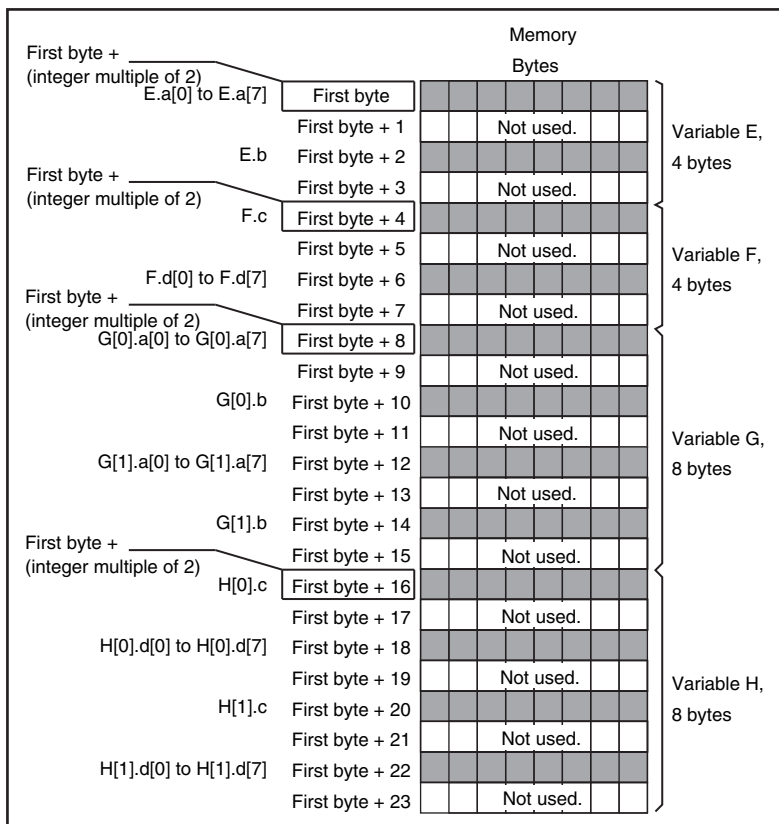 Memory
Bytes
First byte +
(integer multiple of 2)
E.a[0] to E.a[7] First byte
First byte + 1 Not used.
E.b First byte + 2
First byte + 3 Not used.
Variable E,
4 bytes
First byte +
(integer multiple of 2)
F.c First byte + 4
First byte + 5 Not used.
F.d[0] to F.d[7] First byte + 6
First byte + 7 Not used.
Variable F,
4 bytes
First byte +
(integer multiple of 2)
G[0].a[0] to G[0].a[7] First byte + 8
First byte + 9 Not used.
G[0].b First byte + 10
First byte + 11 Not used.
G[1].a[0] to G[1].a[7] First byte + 12
First byte + 13 Not used.
G[1].b First byte + 14
First byte + 15 Not used.
Variable G,
8 bytes
First byte +
(integer multiple of 2)
H[0].c First byte + 16
First byte + 17 Not used.
H[0].d[0] to H[0].d[7] First byte + 18
First byte + 19 Not used.
H[1].c First byte + 20
First byte + 21 Not used.
H[1].d[0] to H[1].d[7] First byte + 22
First byte + 23 Not used.
Variable H,
8 bytes